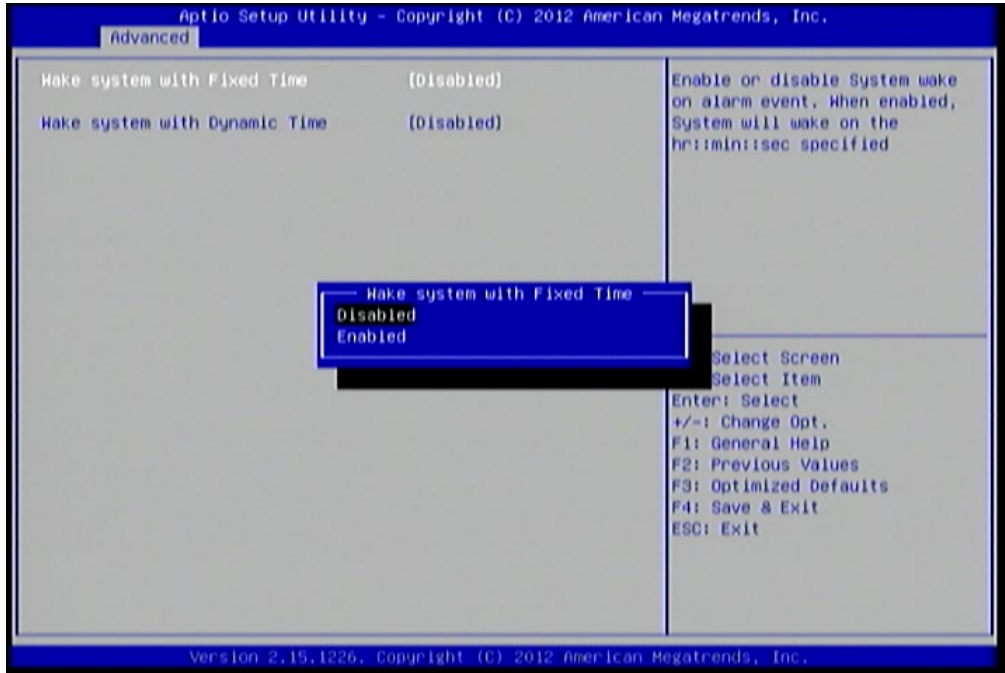 Aptio Setup Utility - Copyright (C) 2012 American Megatrends, Inc.
Advanced
Wake system with Fixed Time [Disabled]
Wake system with Dynamic Time [Disabled]
Enable or disable System wake
on alarm event. When enabled,
System will wake on the
hr::min::sec specified
Wake system with Fixed Time
Disabled
Enabled
Select Screen
Select Item
Enter: Select
+/-: Change Opt.
F1: General Help
F2: Previous Values
F3: Optimized Defaults
F4: Save & Exit
ESC: Exit
Version 2.15.1226. Copyright (C) 2012 American Megatrends, Inc.